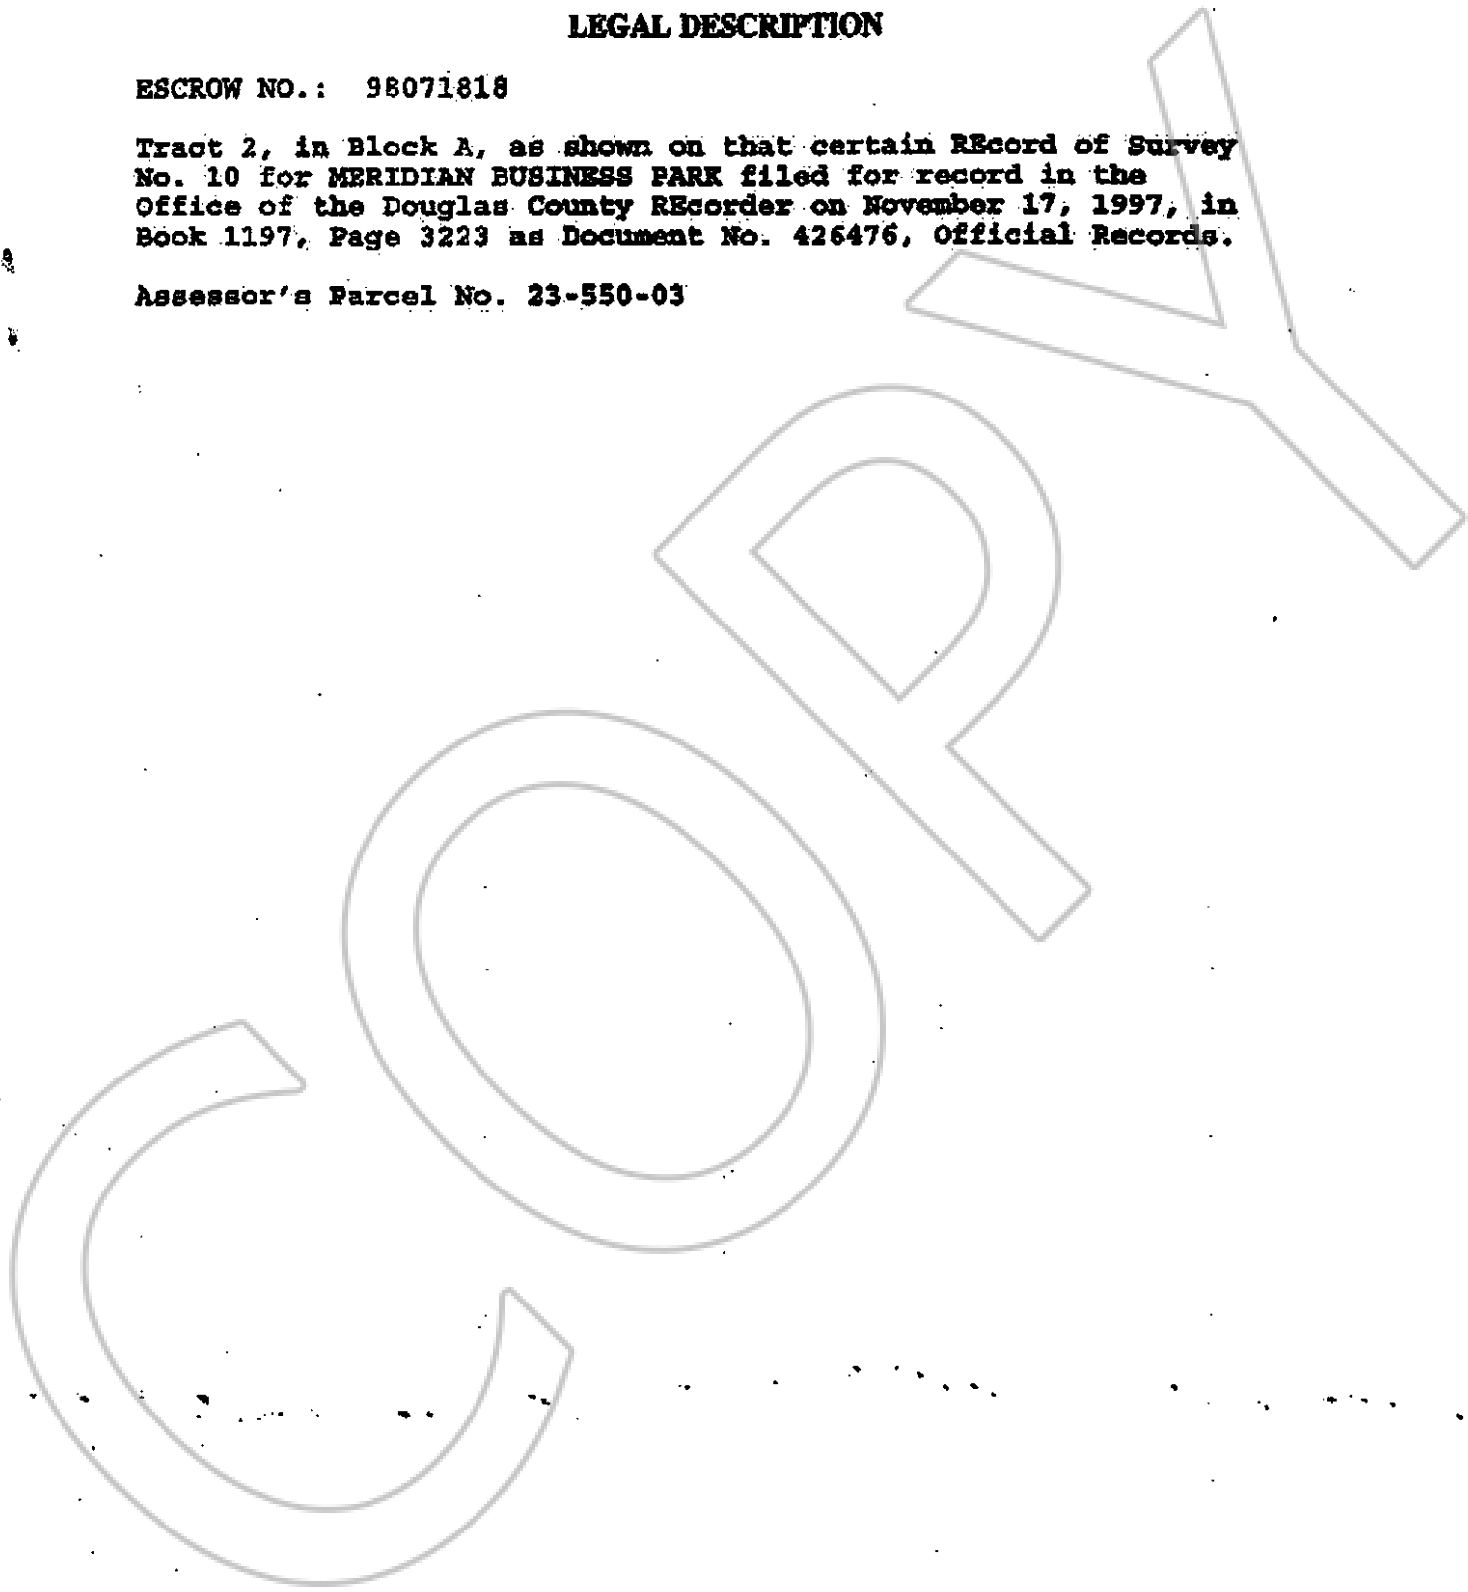 LEGAL DESCRIPTION
ESCROW NO.: 98071818
Tract 2, in Block A, as shown on that certain REcord of Survey
No. 10 for MERIDIAN BUSINESS PARK filed for record in the
Office of the Douglas County REcorder on November 17, 1997, in
Book 1197, Page 3223 as Document No. 426476, Official Records.
Assessor's Parcel No. 23-550-03
COPY